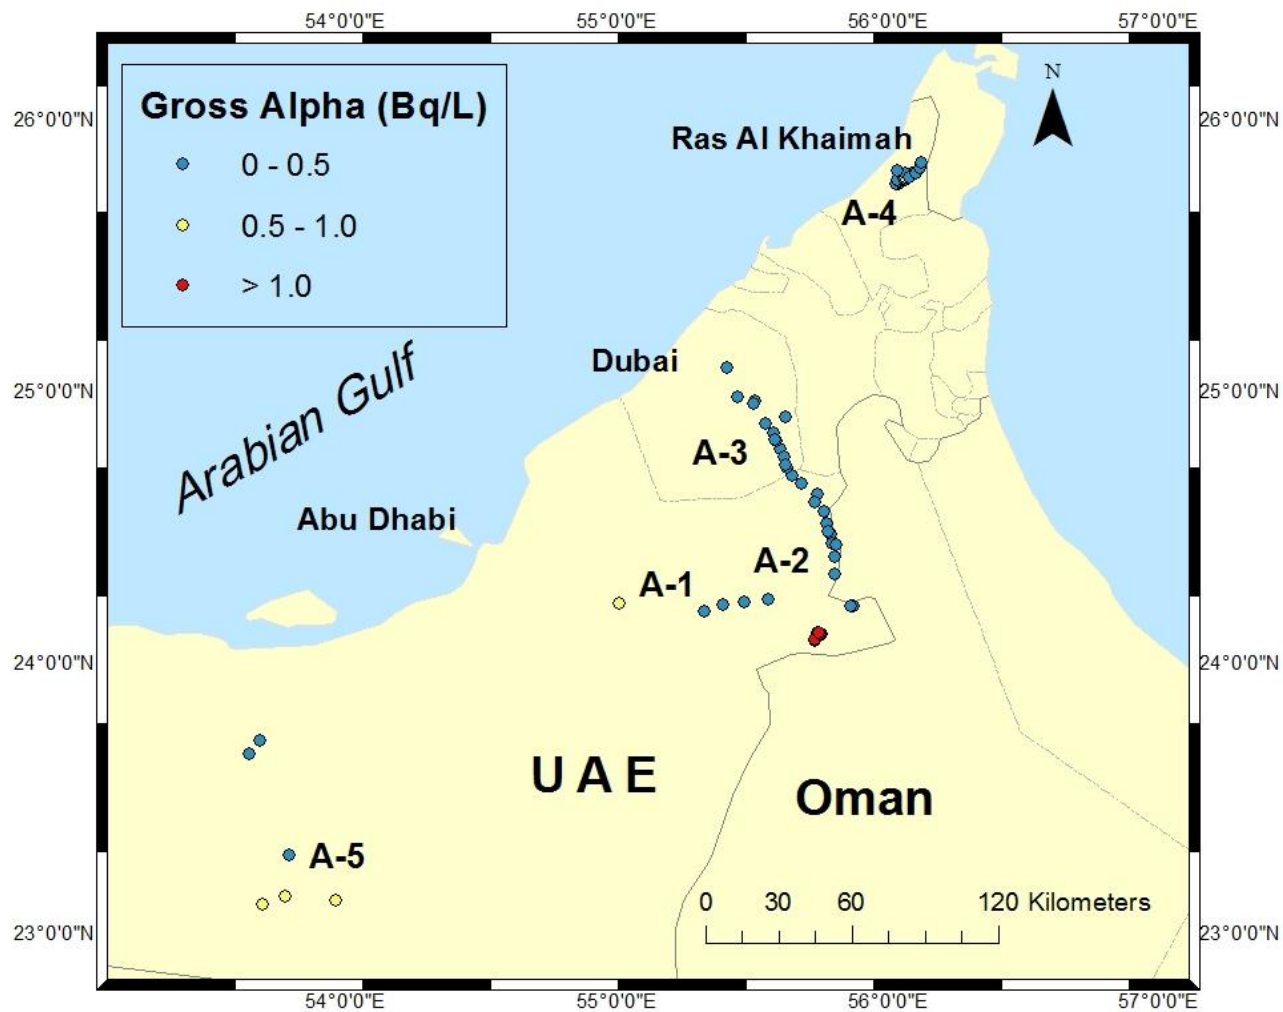 54°0'0"E 55°0'0"E 56°0'0"E 57°0'0"E
N
Gross Alpha (Bq/L)
0 - 0.5
0.5 - 1.0
> 1.0
26°0'0"N 26°0'0"N
Ras Al Khaimah
A-4
Arabian Gulf
Dubai
25°0'0"N 25°0'0"N
A-3
Abu Dhabi
A-2
A-1
24°0'0"N 24°0'0"N
UAE
Oman
A-5
0 30 60 120 Kilometers
23°0'0"N 23°0'0"N
54°0'0"E 55°0'0"E 56°0'0"E 57°0'0"E